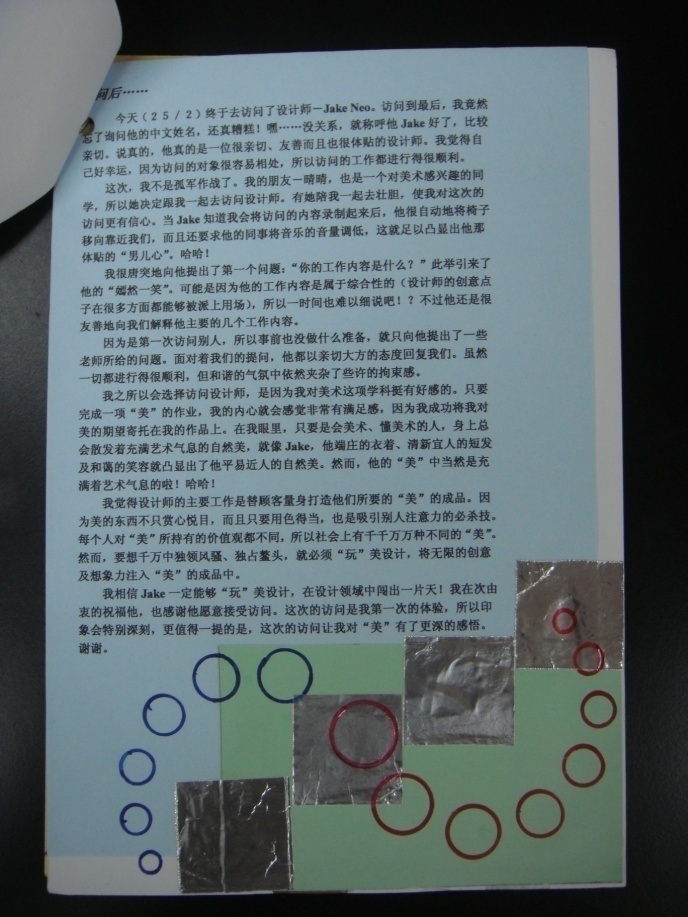 问后……
今天（２５/２）终于去访问了设计师－Jake Neo。访问到最后，我竟然
忘了询问他的中文姓名，还真糟糕！嘿……没关系，就称呼他 Jake 好了，比较
亲切。说真的，他真的是一位很亲切、友善而且也很体贴的设计师。我觉得自
己好幸运，因为访问的对象很容易相处，所以访问的工作都进行得很顺利。
这次，我不是孤军作战了。我的朋友－晴晴，也是一个对美术感兴趣的同
学，所以她决定跟我一起去访问设计师。有她陪我一起去壮胆，使我对这次的
访问更有信心。当 Jake 知道我会将访问的内容录制起来后，他很自动地将椅子
移向靠近我们，而且还要求他的同事将音乐的音量调低，这就足以凸显出他那
体贴的“男儿心”。哈哈！
我很唐突地向他提出了第一个问题：“你的工作内容是什么？”此举引来了
他的“嫣然一笑”。可能是因为他的工作内容是属于综合性的（设计师的创意点
子在很多方面都能够被派上用场），所以一时间也难以细说吧！？不过他还是很
友善地向我们解释他主要的几个工作内容。
因为是第一次访问别人，所以事前也没做什么准备，就只向他提出了一些
老师所给的问题。面对着我们的提问，他都以亲切大方的态度回复我们。虽然
一切都进行得很顺利，但和谐的气氛中依然夹杂了些许的拘束感。
我之所以会选择访问设计师，是因为我对美术这项学科挺有好感的。只要
完成一项“美”的作业，我的内心就会感觉非常有满足感，因为我成功将我对
美的期望寄托在我的作品上。在我眼里，只要是会美术、懂美术的人，身上总
会散发着充满艺术气息的自然美，就像 Jake，他端庄的衣着、清新宜人的短发
及和蔼的笑容就凸显出了他平易近人的自然美。然而，他的“美”中当然是充
满着艺术气息的啦！哈哈！
我觉得设计师的主要工作是替顾客量身打造他们所要的“美”的成品。因
为美的东西不只赏心悦目，而且只要用色得当，也是吸引别人注意力的必杀技。
每个人对“美”所持有的价值观都不同，所以社会上有千千万万种不同的“美”。
然而，要想千万中独领风骚、独占鳌头，就必须“玩”美设计，将无限的创意
及想象力注入“美”的成品中。
我相信 Jake 一定能够“玩”美设计，在设计领域中闯出一片天！我在次由
衷的祝福他，也感谢他愿意接受访问。这次的访问是我第一次的体验，所以印
象会特别深刻，更值得一提的是，这次的访问让我对“美”有了更深的感悟。
谢谢。